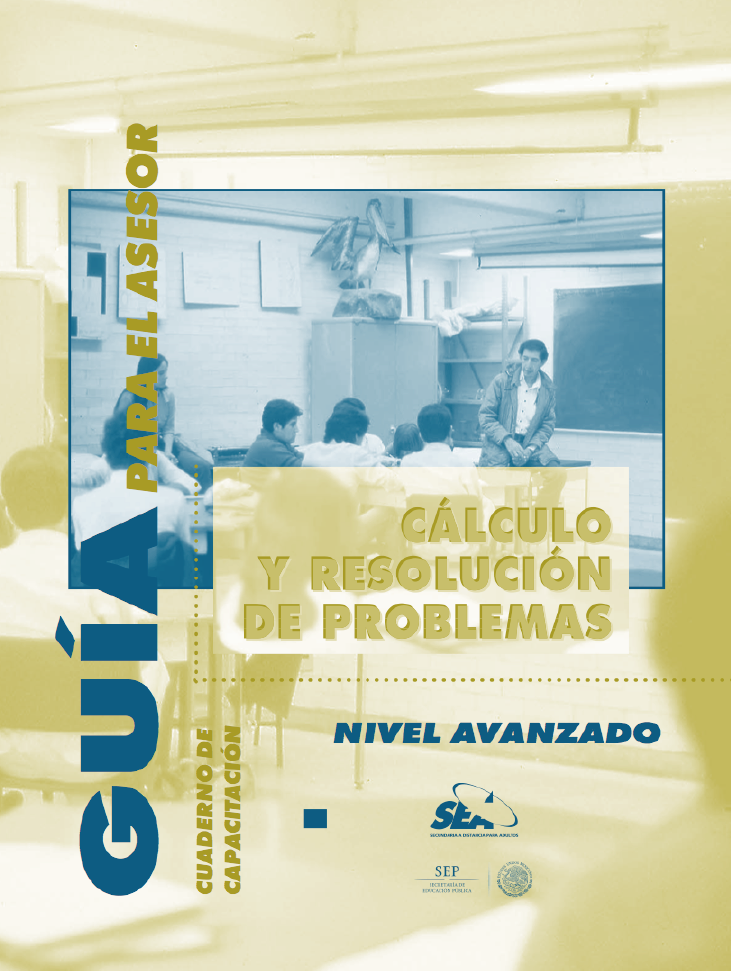 GUÍA PARA EL ASESOR
CÁLCULO
Y RESOLUCIÓN
DE PROBLEMAS
NIVEL AVANZADO
CUADERNO DE
CAPACITACIÓN
SEA
SECUNDARIA A DISTANCIA PARA ADULTOS
SEP
SECRETARÍA DE
EDUCACIÓN PÚBLICA